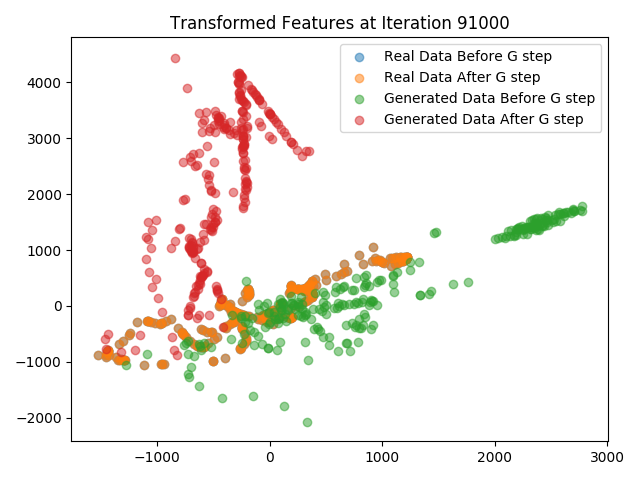 Transformed Features at Iteration 91000
Real Data Before G step
Real Data After G step
Generated Data Before G step
Generated Data After G step
4000
3000
2000
1000
0
−1000
−2000
−1000
0
1000
2000
3000